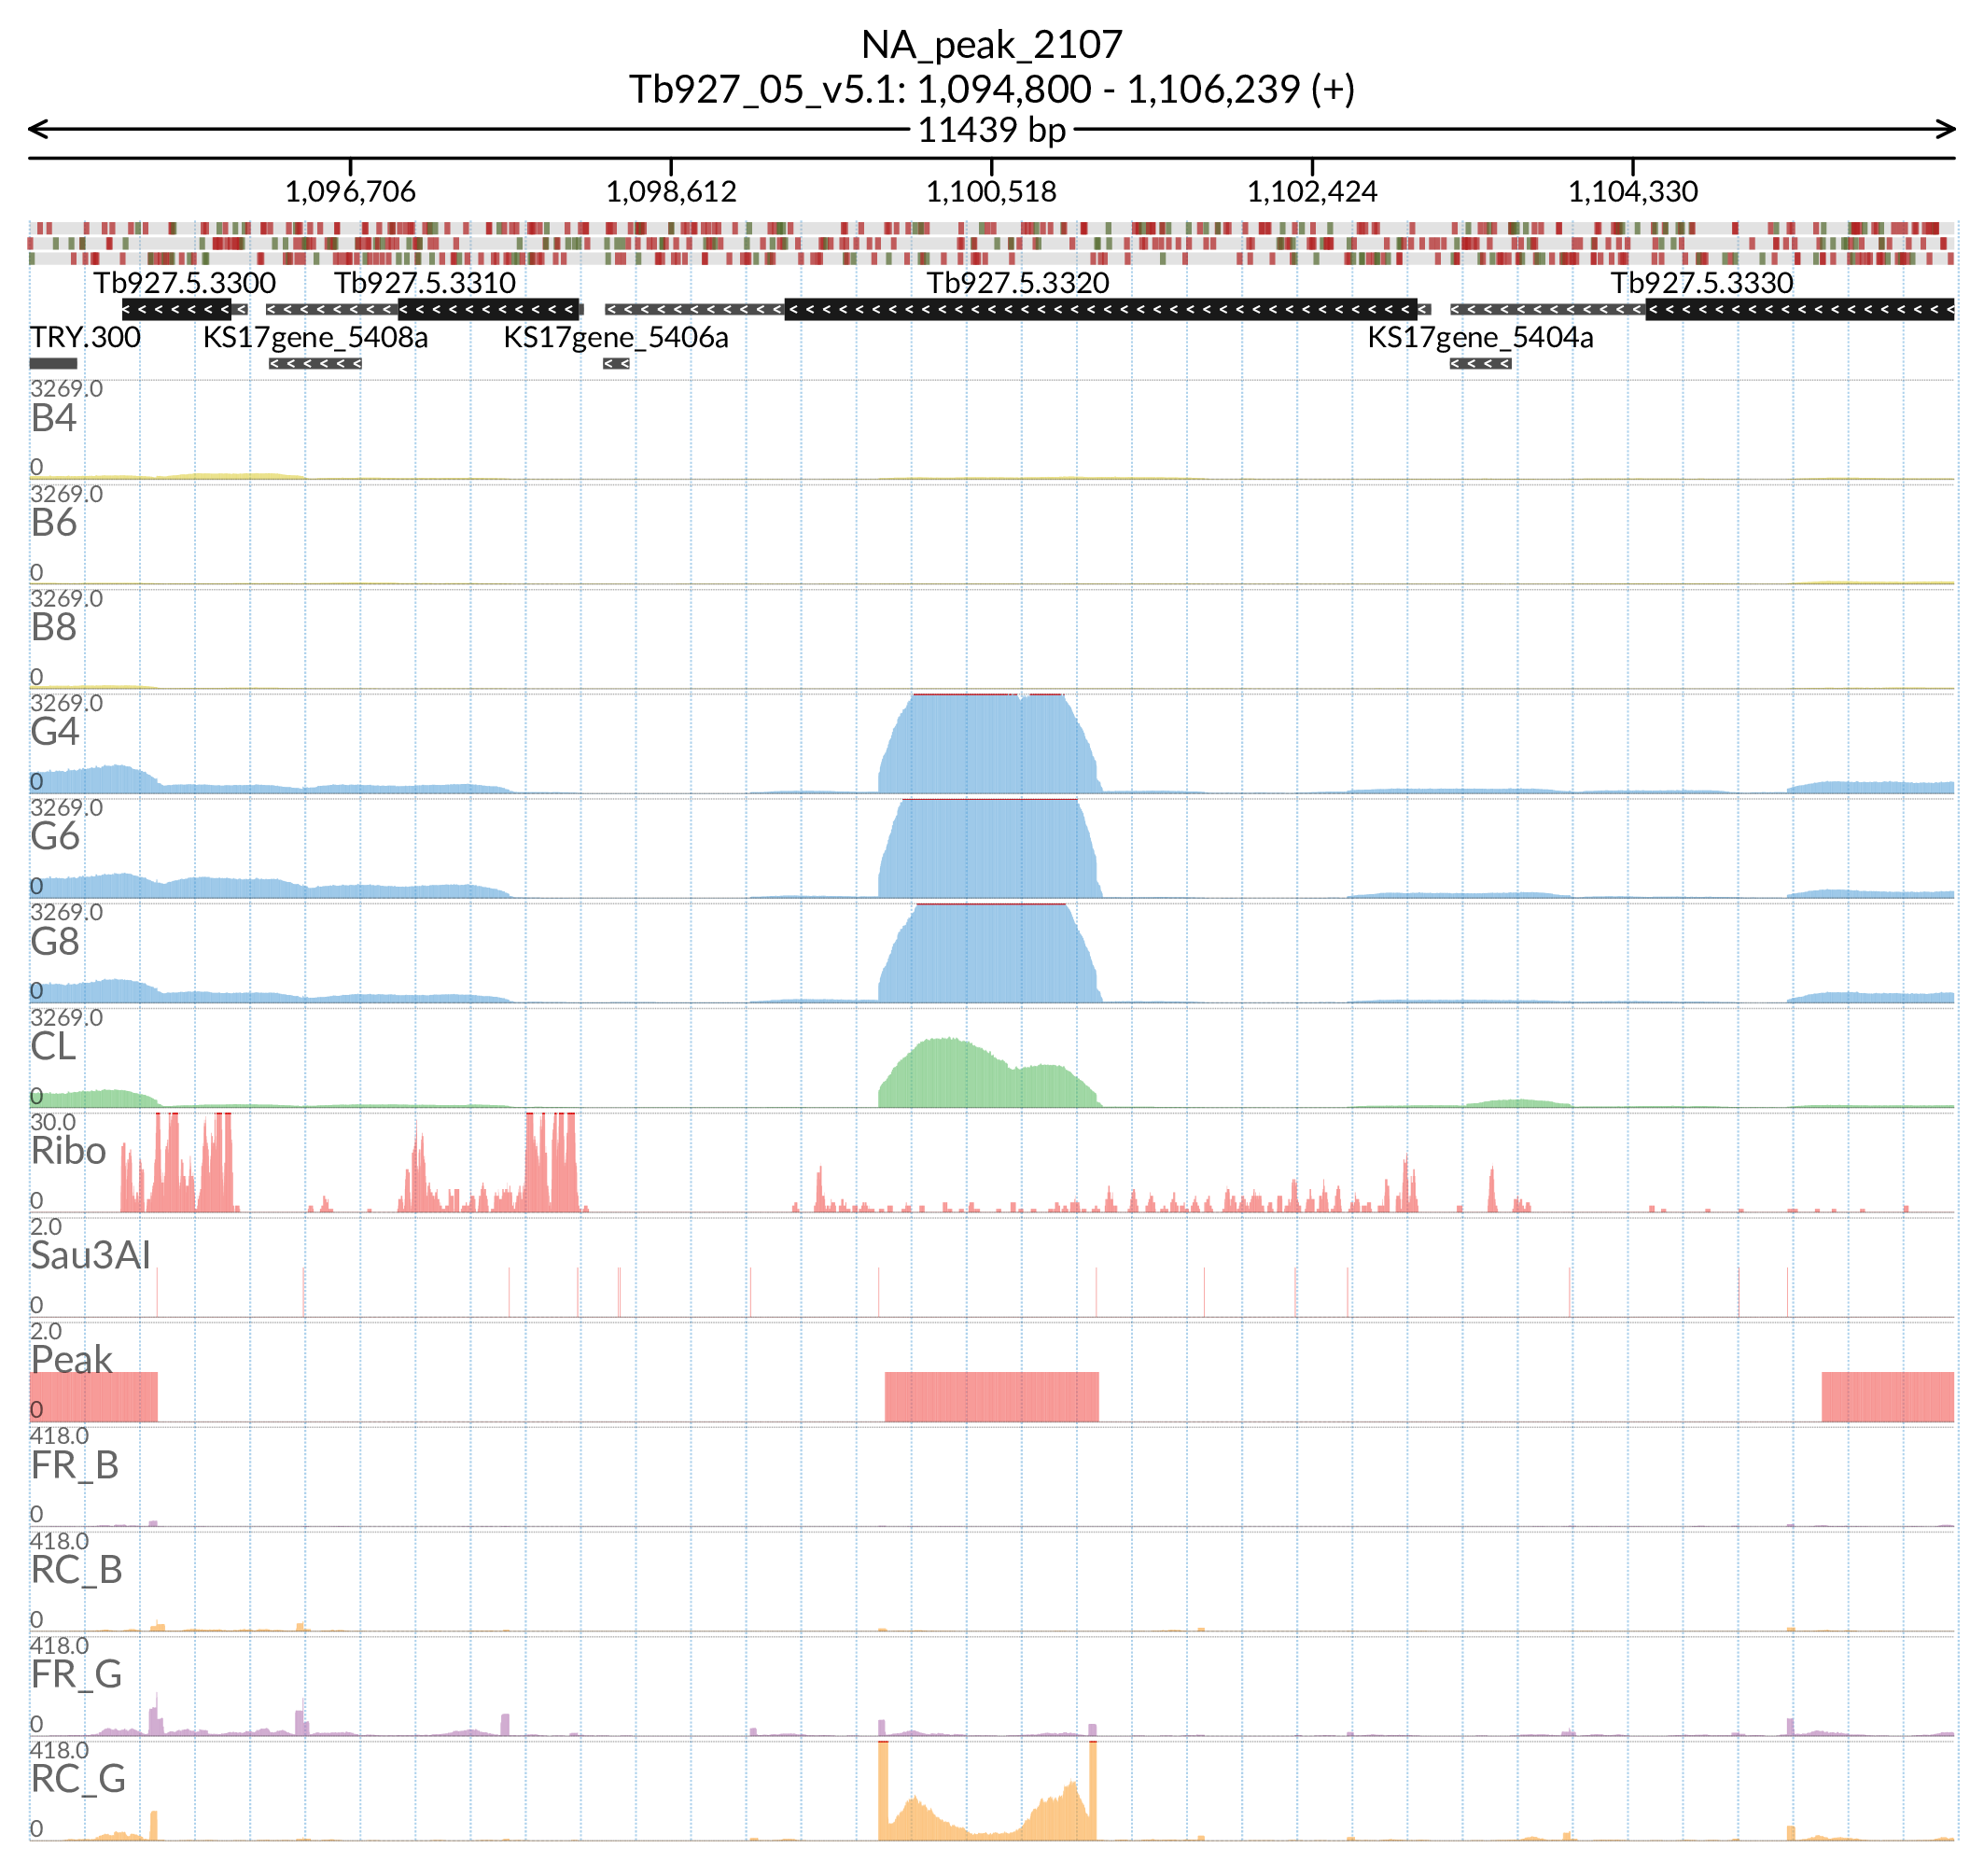 NA_peak_2107
Tb927_05_v5.1: 1,094,800 - 1,106,239 (+)
11439 bp
1,096,706 1,098,612 1,100,518 1,102,424 1,104,330
Tb927.5.3300 Tb927.5.3310 Tb927.5.3320 Tb927.5.3330
TRY.300 KS17gene_5408a KS17gene_5406a KS17gene_5404a
3269.0
B4
0
3269.0
B6
0
3269.0
B8
0
3269.0
G4
0
3269.0
G6
0
3269.0
G8
0
3269.0
CL
0
30.0
Ribo
0
2.0
Sau3AI
0
2.0
Peak
0
418.0
FR_B
0
418.0
RC_B
0
418.0
FR_G
0
418.0
RC_G
0